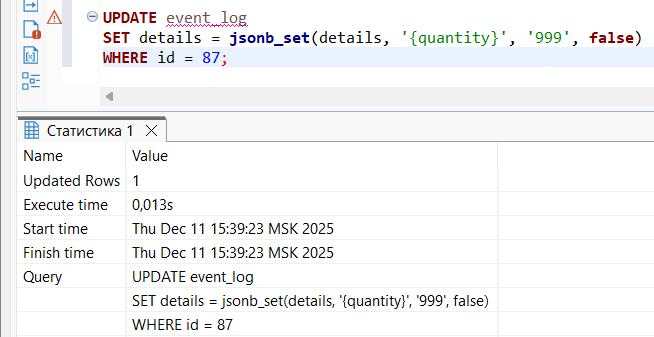 UPDATE event_log
SET details = jsonb_set(details, '{quantity}', '999', false)
WHERE id = 87;
Статистика 1
Name Value
Updated Rows 1
Execute time 0,013s
Start time Thu Dec 11 15:39:23 MSK 2025
Finish time Thu Dec 11 15:39:23 MSK 2025
Query UPDATE event_log
SET details = jsonb_set(details, '{quantity}', '999', false)
WHERE id = 87